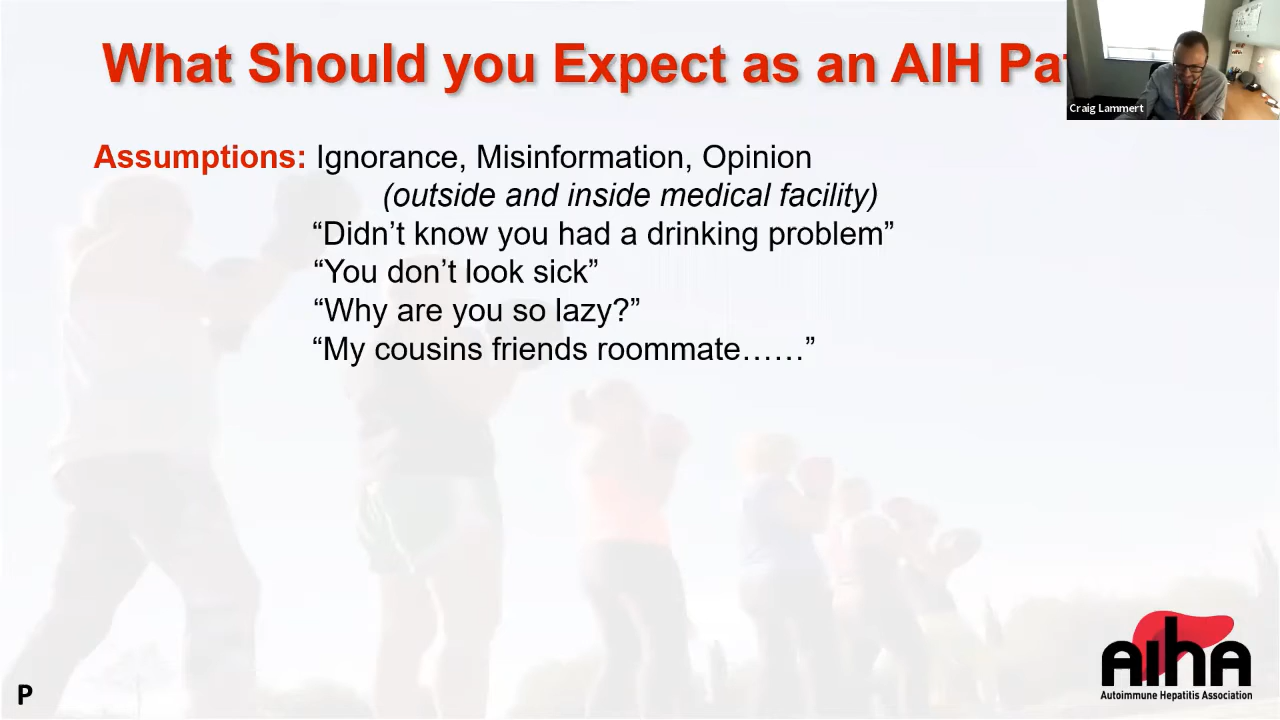 What Should you Expect as an AIH Pat
Craig Lammert
Assumptions: Ignorance, Misinformation, Opinion
(outside and inside medical facility)
“Didn’t know you had a drinking problem”
“You don’t look sick”
“Why are you so lazy?”
“My cousins friends roommate……”
P
AIHA
Autoimmune Hepatitis Association